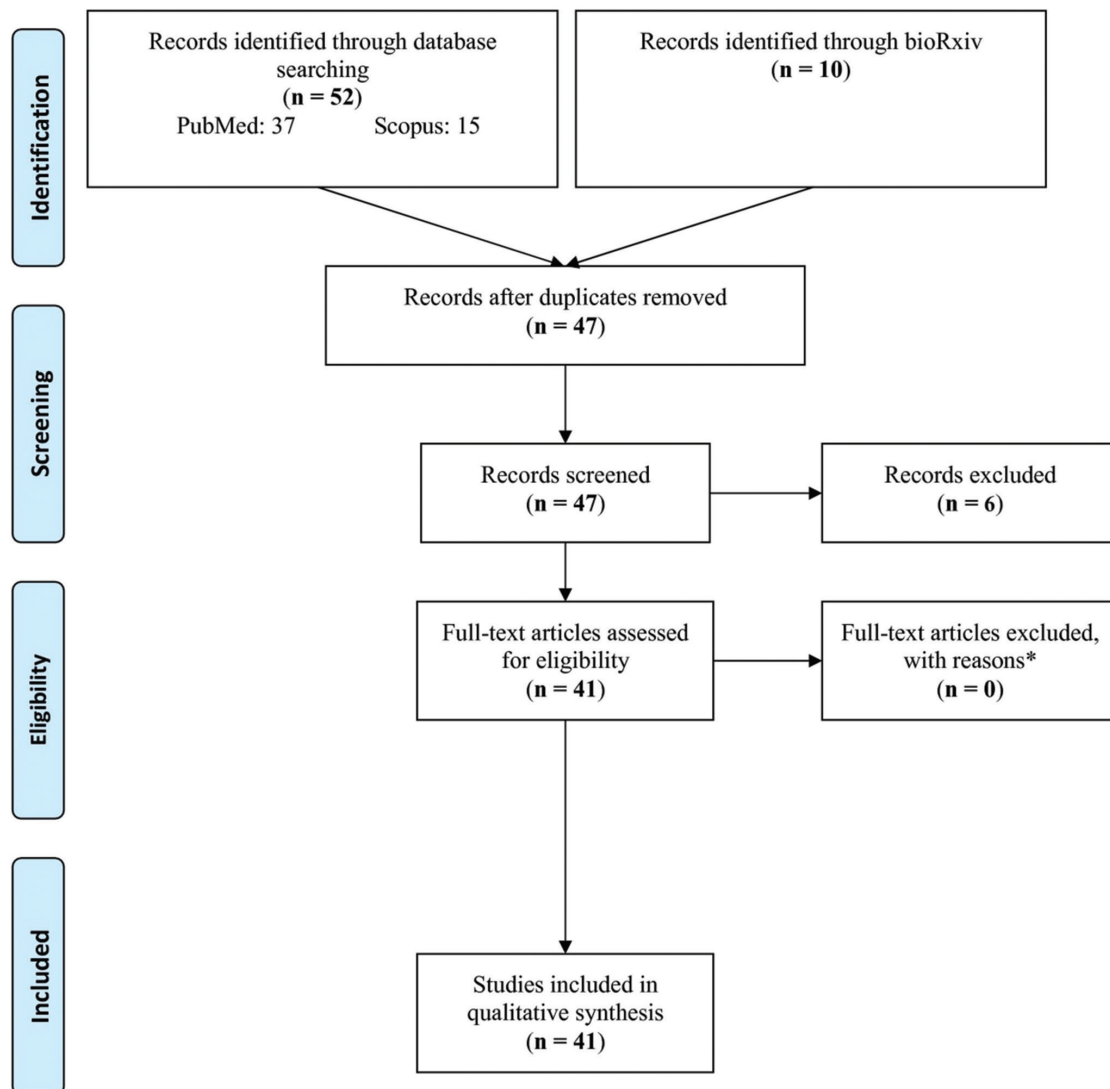 Identification
Records identified through database
searching
(n = 52)
PubMed: 37 Scopus: 15
Records identified through bioRxiv
(n = 10)
Records after duplicates removed
(n = 47)
Screening
Records screened
(n = 47)
Records excluded
(n = 6)
Eligibility
Full-text articles assessed
for eligibility
(n = 41)
Full-text articles excluded,
with reasons*
(n = 0)
Included
Studies included in
qualitative synthesis
(n = 41)